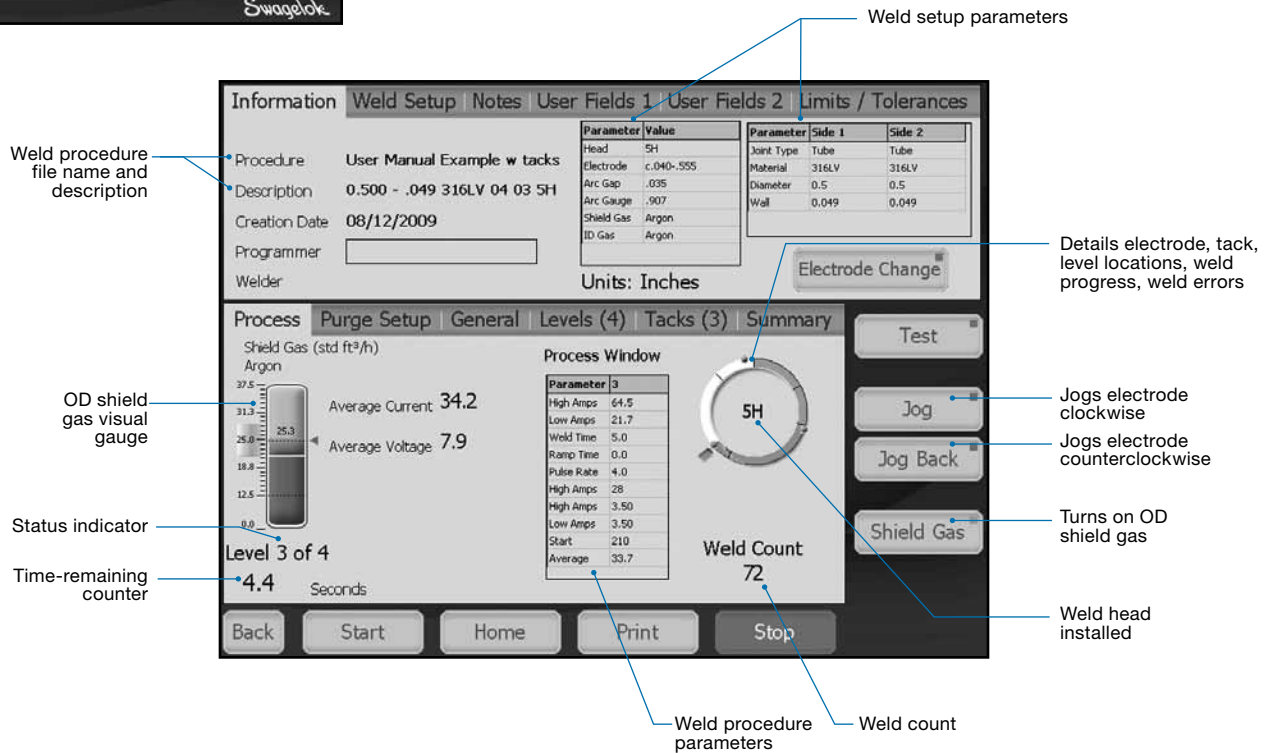 Swagelok
Weld setup parameters
Information Weld Setup Notes User Fields 1 User Fields 2 Limits / Tolerances
Weld procedure
file name and
description
Procedure User Manual Example w tacks
Description 0.500 - .049 316LV 04 03 5H
Creation Date 08/12/2009
Programmer
Welder
Parameter Value
Head 5H
Electrode c.040-.555
Arc Gap .035
Arc Gauge .907
Shield Gas Argon
ID Gas Argon
Units: Inches
Parameter Side 1 Side 2
Joint Type Tube Tube
Material 316LV 316LV
Diameter 0.5 0.5
Wall 0.049 0.049
Electrode Change
Details electrode, tack,
level locations, weld
progress, weld errors
Process Purge Setup General Levels (4) Tacks (3) Summary
Shield Gas (std ft³/h)
Argon
37.5
31.3
25.0
18.8
12.5
0.0
25.3
OD shield
gas visual
gauge
Average Current 34.2
Average Voltage 7.9
Process Window
Parameter 3
High Amps 64.5
Low Amps 21.7
Weld Time 5.0
Ramp Time 0.0
Pulse Rate 4.0
High Amps 28
High Amps 3.50
Low Amps 3.50
Start 210
Average 33.7
5H
Weld Count
72
Test
Jog
Jog Back
Shield Gas
Jogs electrode
clockwise
Jogs electrode
counterclockwise
Turns on OD
shield gas
Weld head
installed
Status indicator
Level 3 of 4
Time-remaining
counter
4.4 Seconds
Back Start Home Print Stop
Weld procedure
parameters
Weld count